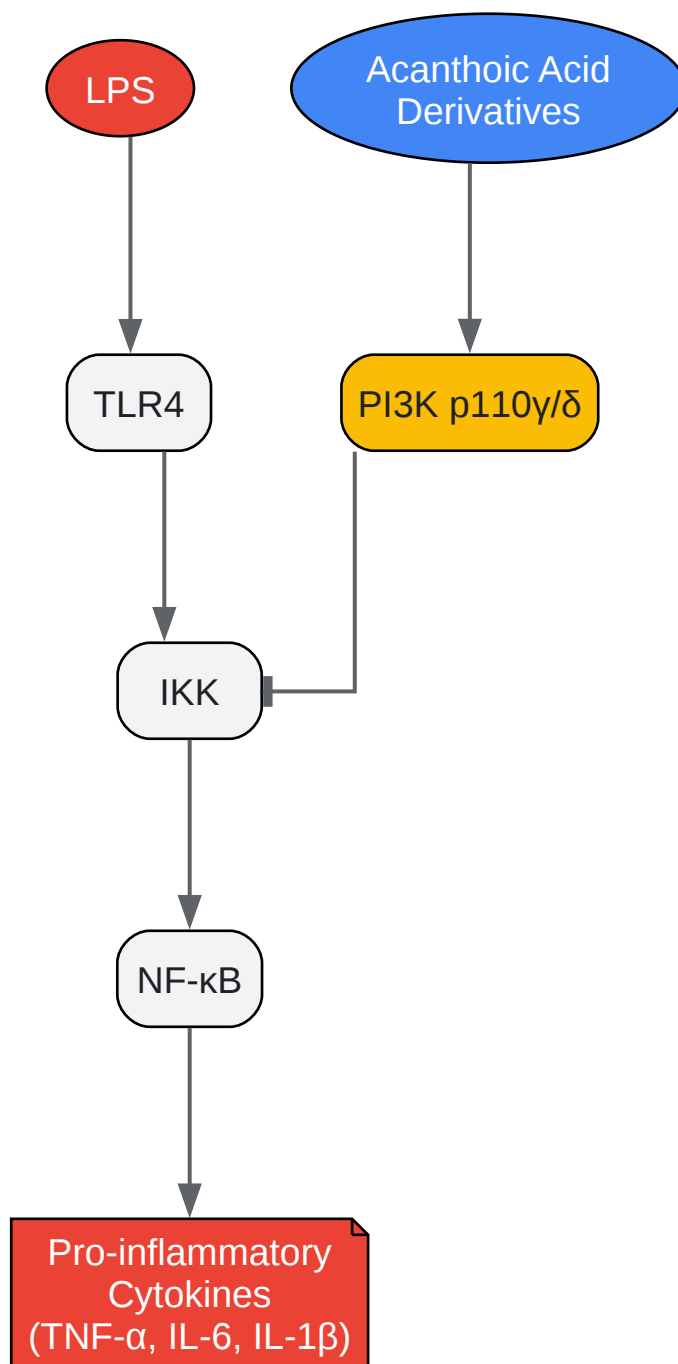 LPS
Acanthoic Acid
Derivatives
TLR4
PI3K p110γ/δ
IKK
NF-κB
Pro-inflammatory
Cytokines
(TNF-α, IL-6, IL-1β)